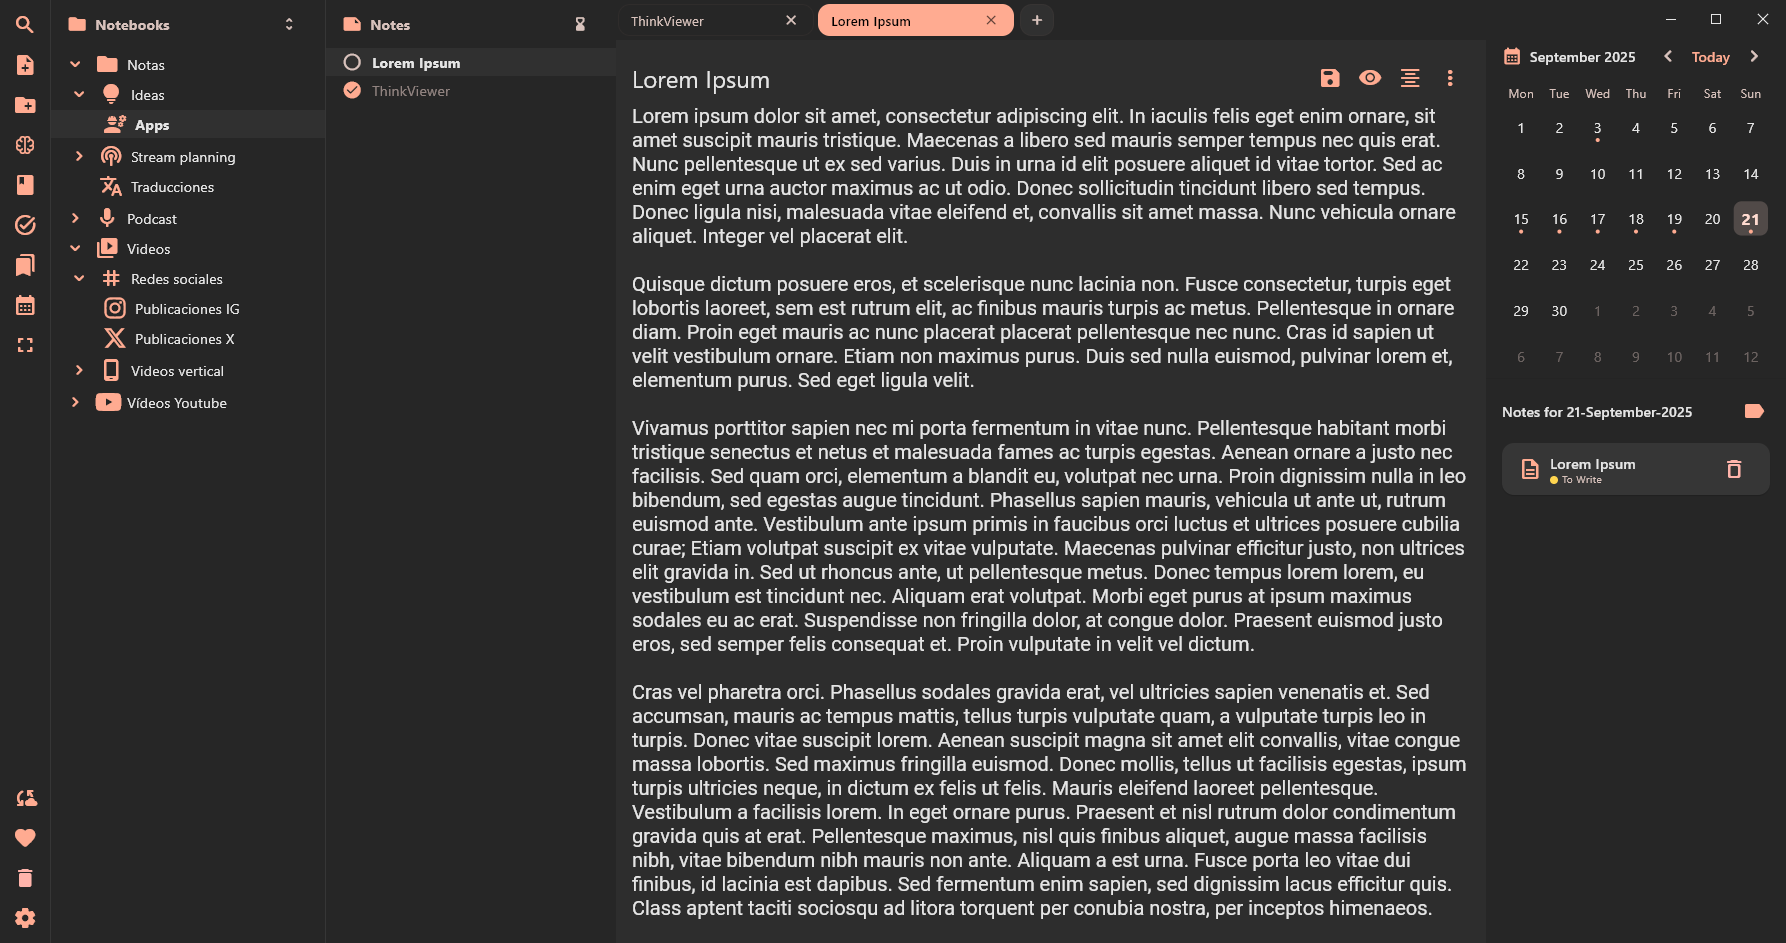 Notebooks
Notas
Ideas
Apps
Stream planning
Traducciones
Podcast
Videos
Redes sociales
Publicaciones IG
Publicaciones X
Videos vertical
Vídeos Youtube
Notes
Lorem Ipsum
ThinkViewer
ThinkViewer
Lorem Ipsum
Lorem Ipsum
Lorem ipsum dolor sit amet, consectetur adipiscing elit. In iaculis felis eget enim ornare, sit
amet suscipit mauris tristique. Maecenas a libero sed mauris semper tempus nec quis erat.
Nunc pellentesque ut ex sed varius. Duis in urna id elit posuere aliquet id vitae tortor. Sed ac
enim eget urna auctor maximus ac ut odio. Donec sollicitudin tincidunt libero sed tempus.
Donec ligula nisi, malesuada vitae eleifend et, convallis sit amet massa. Nunc vehicula ornare
aliquet. Integer vel placerat elit.
Quisque dictum posuere eros, et scelerisque nunc lacinia non. Fusce consectetur, turpis eget
lobortis laoreet, sem est rutrum elit, ac finibus mauris turpis ac metus. Pellentesque in ornare
diam. Proin eget mauris ac nunc placerat placerat pellentesque nec nunc. Cras id sapien ut
velit vestibulum ornare. Etiam non maximus purus. Duis sed nulla euismod, pulvinar lorem et,
elementum purus. Sed eget ligula velit.
Vivamus porttitor sapien nec mi porta fermentum in vitae nunc. Pellentesque habitant morbi
tristique senectus et netus et malesuada fames ac turpis egestas. Aenean ornare a justo nec
facilisis. Sed quam orci, elementum a blandit eu, volutpat nec urna. Proin dignissim nulla in leo
bibendum, sed egestas augue tincidunt. Phasellus sapien mauris, vehicula ut ante ut, rutrum
euismod ante. Vestibulum ante ipsum primis in faucibus orci luctus et ultrices posuere cubilia
curae; Etiam volutpat suscipit ex vitae vulputate. Maecenas pulvinar efficitur justo, non ultrices
elit gravida in. Sed ut rhoncus ante, ut pellentesque metus. Donec tempus lorem lorem, eu
vestibulum est tincidunt nec. Aliquam erat volutpat. Morbi eget purus at ipsum maximus
sodales eu ac erat. Suspendisse non fringilla dolor, at congue dolor. Praesent euismod justo
eros, sed semper felis consequat et. Proin vulputate in velit vel dictum.
Cras vel pharetra orci. Phasellus sodales gravida erat, vel ultricies sapien venenatis et. Sed
accumsan, mauris ac tempus mattis, tellus turpis vulputate quam, a vulputate turpis leo in
turpis. Donec vitae suscipit lorem. Aenean suscipit magna sit amet elit convallis, vitae congue
massa lobortis. Sed maximus fringilla euismod. Donec mollis, tellus ut facilisis egestas, ipsum
turpis ultricies neque, in dictum ex felis ut felis. Mauris eleifend laoreet pellentesque.
Vestibulum a facilisis lorem. In eget ornare purus. Praesent et nisl rutrum dolor condimentum
gravida quis at erat. Pellentesque maximus, nisl quis finibus aliquet, augue massa facilisis
nibh, vitae bibendum nibh mauris non ante. Aliquam a est urna. Fusce porta leo vitae dui
finibus, id lacinia est dapibus. Sed fermentum enim sapien, sed dignissim lacus efficitur quis.
Class aptent taciti sociosqu ad litora torquent per conubia nostra, per inceptos himenaeos.
September 2025 Today
Mon Tue Wed Thu Fri Sat Sun
1 2 3 4 5 6 7
8 9 10 11 12 13 14
15 16 17 18 19 20 21
22 23 24 25 26 27 28
29 30 1 2 3 4 5
6 7 8 9 10 11 12
Notes for 21-September-2025
Lorem Ipsum
To Write